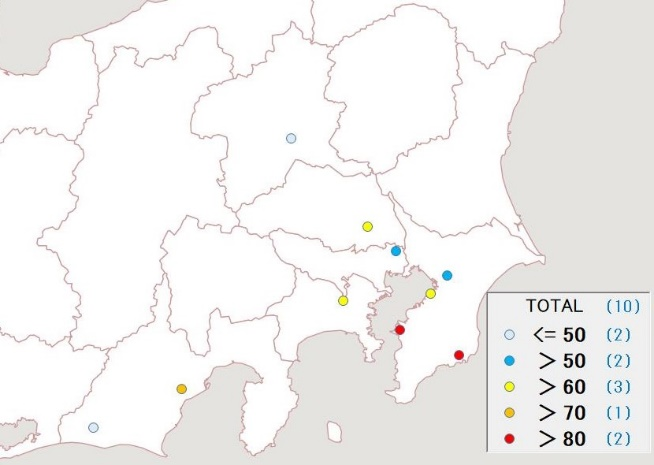 TOTAL (10)
<= 50 (2)
> 50 (2)
> 60 (3)
> 70 (1)
> 80 (2)